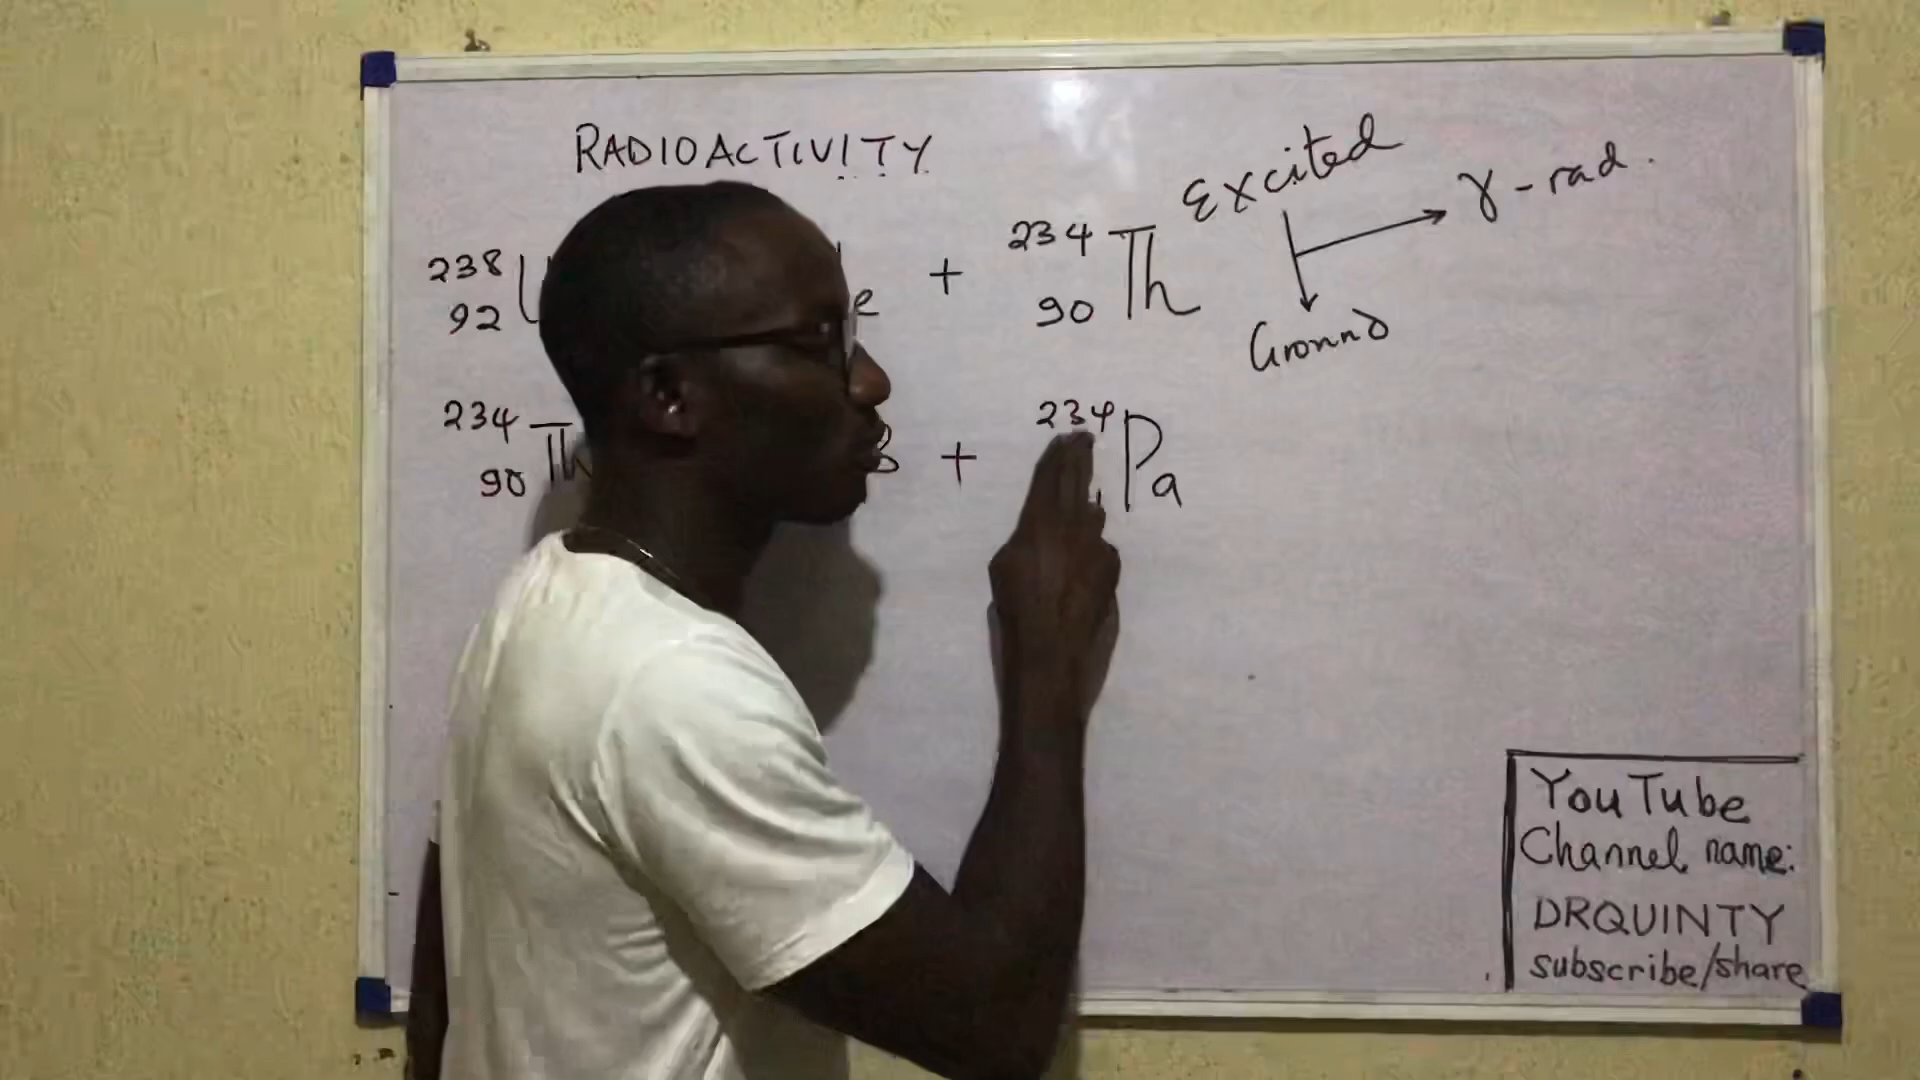 RADIOACTIVITY
238 92 U e + 234 90 Th Excited γ-rad.
Ground
234 90 Th β + 234 Pa
YouTube
Channel name:
DRQUINTY
subscribe/share